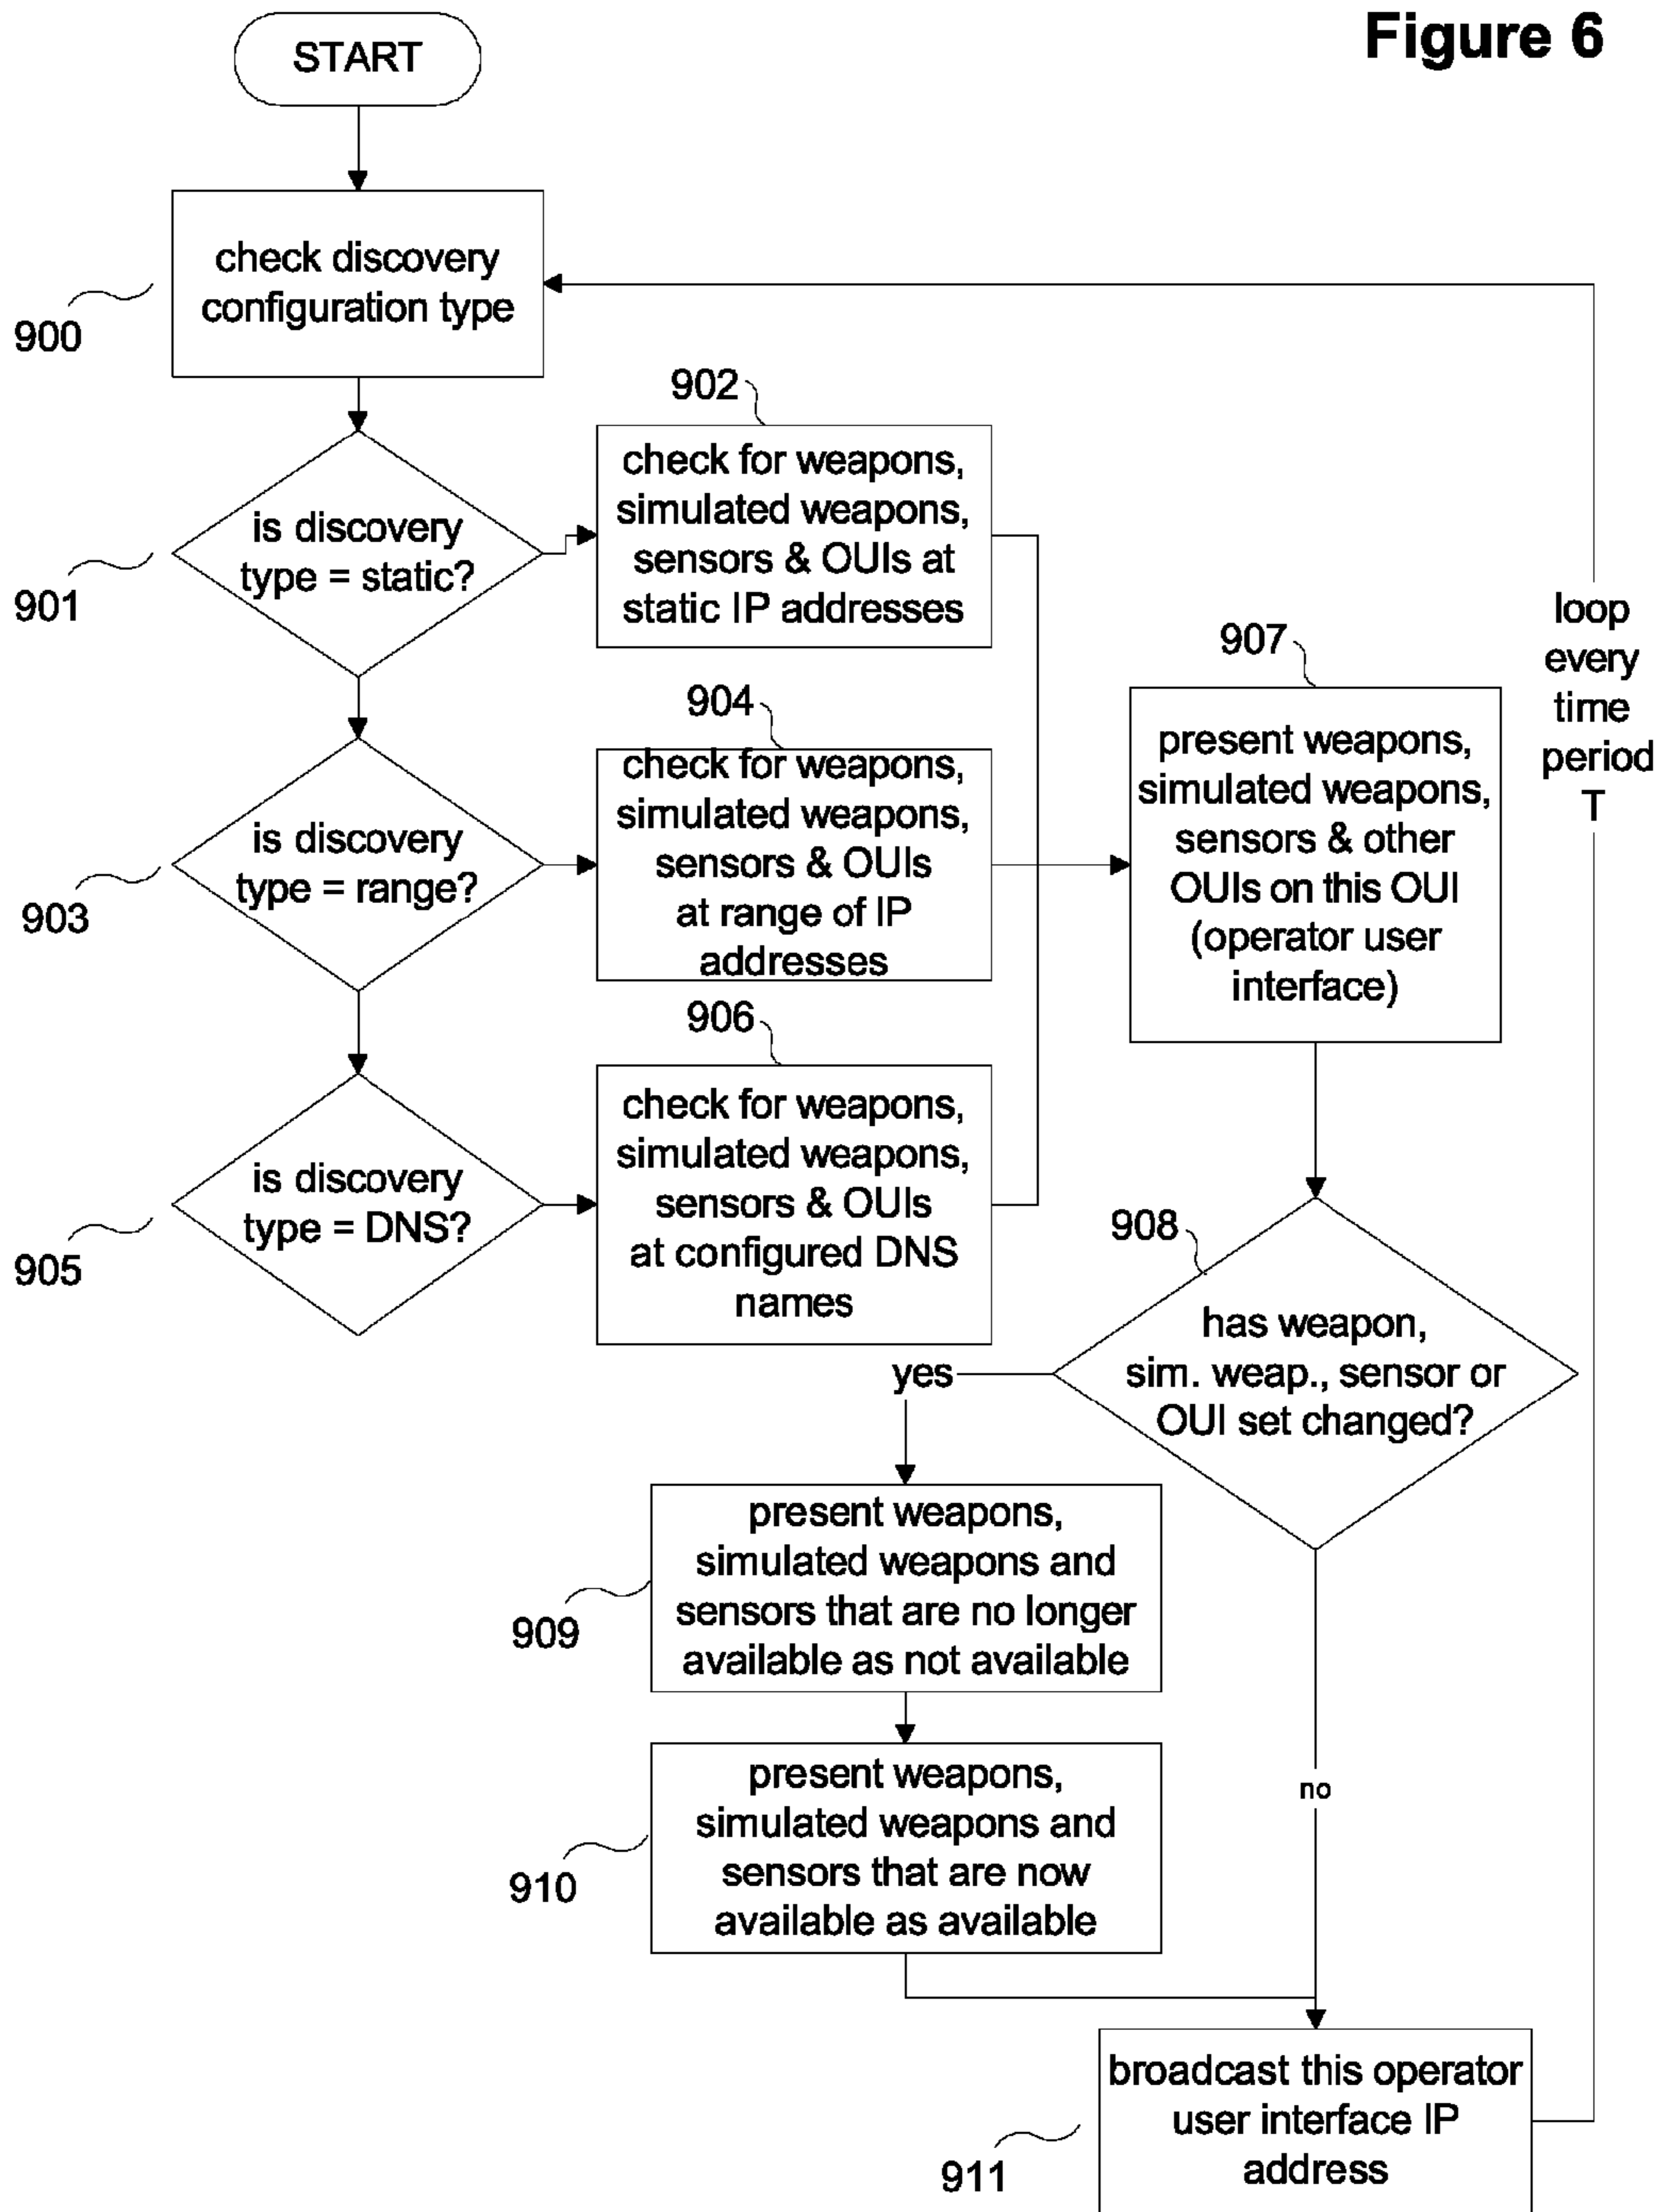 Figure 6
START
check discovery
configuration type
900
is discovery
type = static?
901
902
check for weapons,
simulated weapons,
sensors & OUIs at
static IP addresses
is discovery
type = range?
903
904
check for weapons,
simulated weapons,
sensors & OUIs
at range of IP
addresses
is discovery
type = DNS?
905
906
check for weapons,
simulated weapons,
sensors & OUIs
at configured DNS
names
907
present weapons,
simulated weapons,
sensors & other
OUIs on this OUI
(operator user
interface)
loop
every
time
period
T
908
has weapon,
sim. weap., sensor or
OUI set changed?
yes
909
present weapons,
simulated weapons and
sensors that are no longer
available as not available
910
present weapons,
simulated weapons and
sensors that are now
available as available
no
911
broadcast this operator
user interface IP
address